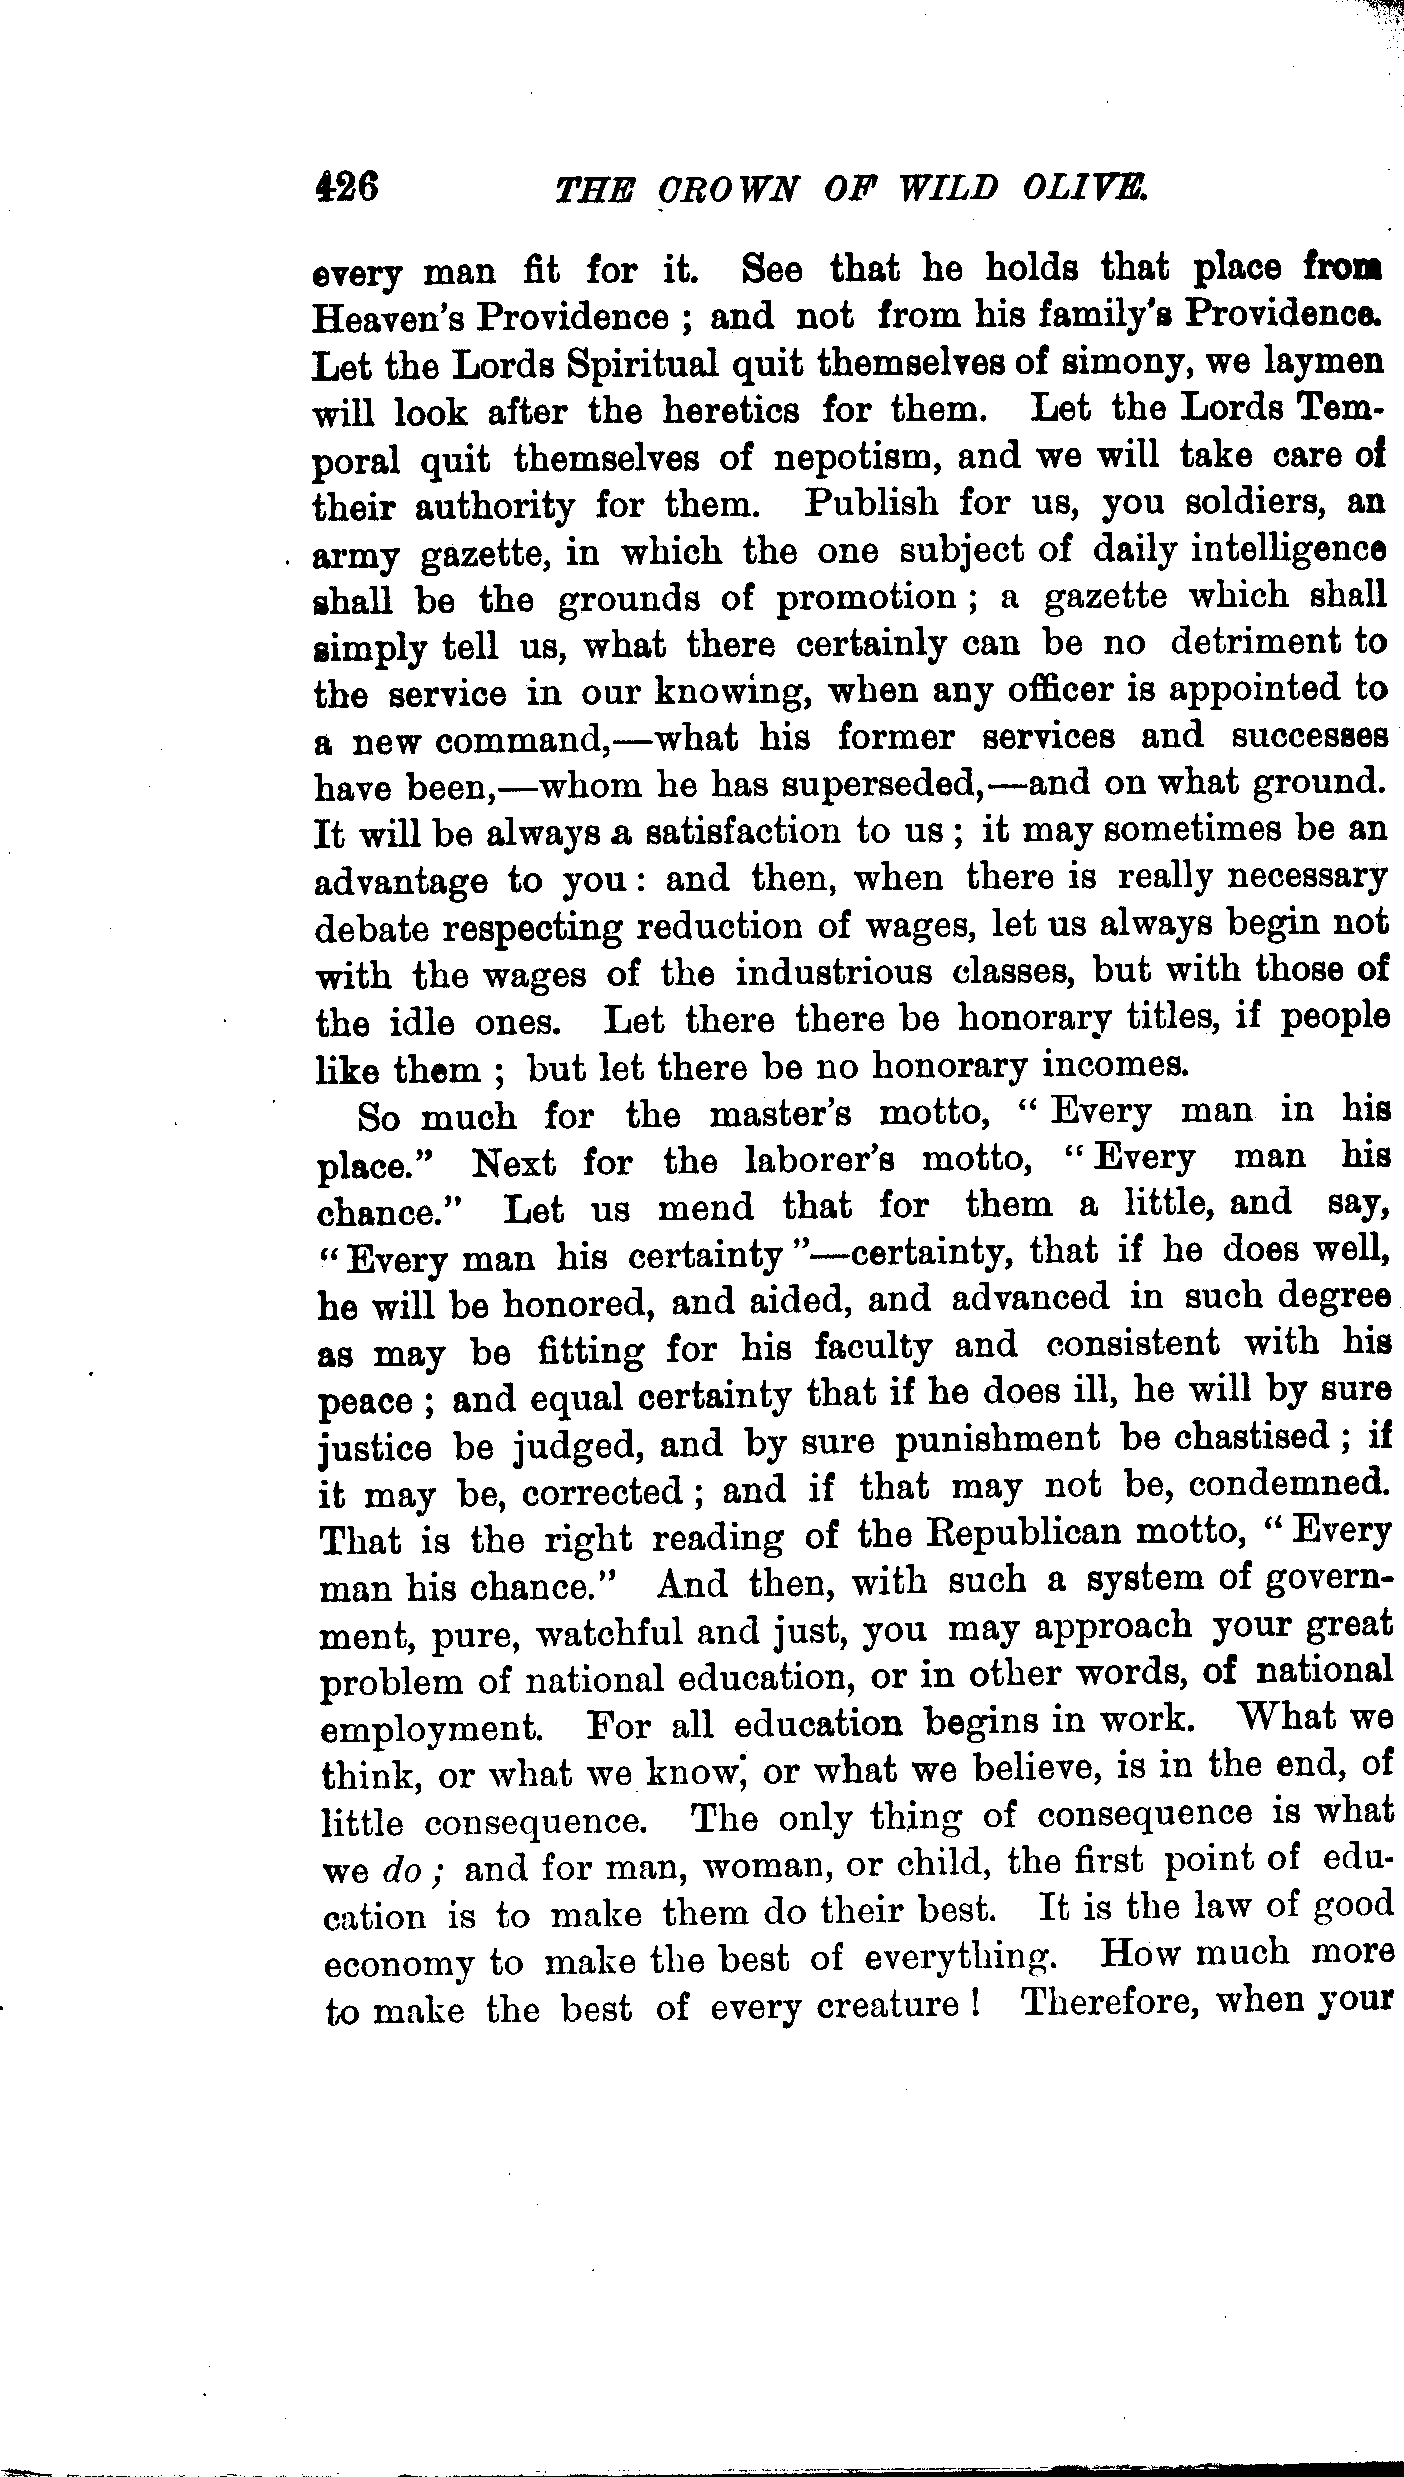 426 THE CROWN OF WILD OLIVE.
every man fit for it. See that he holds that place from
Heaven's Providence ; and not from his family's Providence.
Let the Lords Spiritual quit themselves of simony, we laymen
will look after the heretics for them. Let the Lords Tem-
poral quit themselves of nepotism, and we will take care of
their authority for them. Publish for us, you soldiers, an
army gazette, in which the one subject of daily intelligence
shall be the grounds of promotion ; a gazette which shall
simply tell us, what there certainly can be no detriment to
the service in our knowing, when any officer is appointed to
a new command,—what his former services and successes
have been,—whom he has superseded,—and on what ground.
It will be always a satisfaction to us ; it may sometimes be an
advantage to you : and then, when there is really necessary
debate respecting reduction of wages, let us always begin not
with the wages of the industrious classes, but with those of
the idle ones. Let there there be honorary titles, if people
like them ; but let there be no honorary incomes.
So much for the master's motto, " Every man in his
place." Next for the laborer's motto, " Every man his
chance." Let us mend that for them a little, and say,
" Every man his certainty "—certainty, that if he does well,
he will be honored, and aided, and advanced in such degree
as may be fitting for his faculty and consistent with his
peace ; and equal certainty that if he does ill, he will by sure
justice be judged, and by sure punishment be chastised ; if
it may be, corrected ; and if that may not be, condemned.
That is the right reading of the Republican motto, " Every
man his chance." And then, with such a system of govern-
ment, pure, watchful and just, you may approach your great
problem of national education, or in other words, of national
employment. For all education begins in work. What we
think, or what we know; or what we believe, is in the end, of
little consequence. The only thing of consequence is what
we do ; and for man, woman, or child, the first point of edu-
cation is to make them do their best. It is the law of good
economy to make the best of everything. How much more
to make the best of every creature ! Therefore, when your